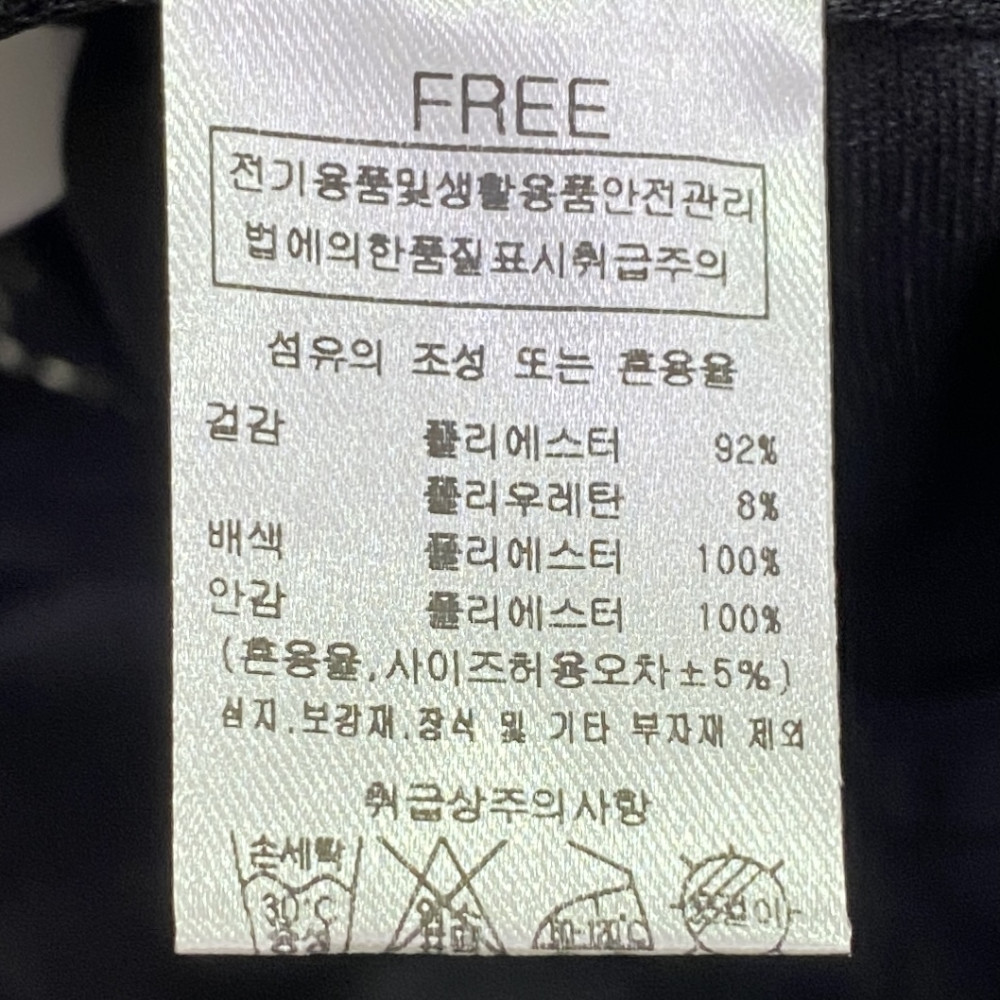 FREE
전기용품및생활용품안전관리
법에의한품질표시취급주의
섬유의 조성 또는 혼용율
겉감 폴리에스터 92%
폴리우레탄 8%
배색 폴리에스터 100%
안감 폴리에스터 100%
(혼용율,사이즈허용오차±5%)
심지.보강재.장식 및 기타 부자재 제외
취급상주의사항
손세탁
30℃